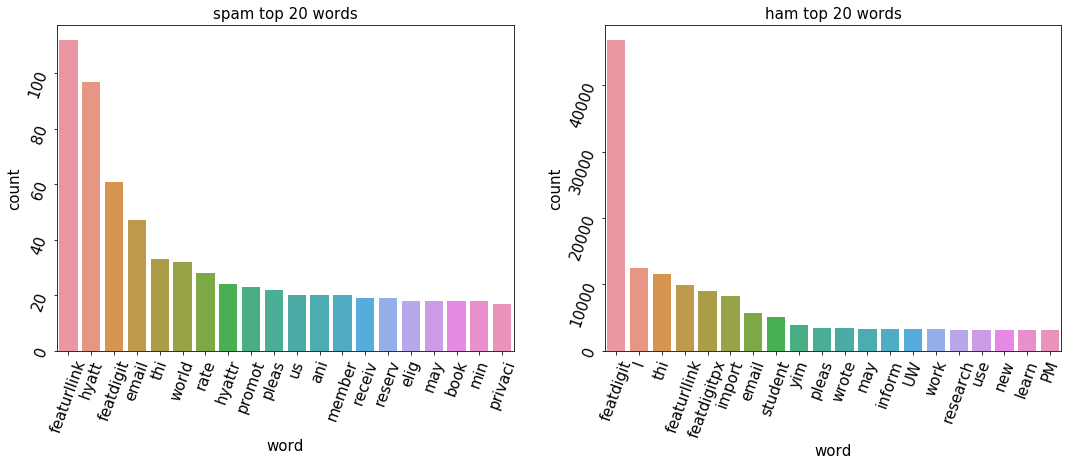 spam top 20 words
count
100
80
60
40
20
0
featurllink
hyatt
featdigit
email
thi
world
rate
hyattr
promot
pleas
us
ani
member
receiv
reserv
elig
may
book
min
privaci
word
ham top 20 words
count
40000
30000
20000
10000
0
featdigit
I
thi
featurllink
featdigitpx
import
email
student
yim
pleas
wrote
may
inform
UW
work
research
use
new
learn
PM
word